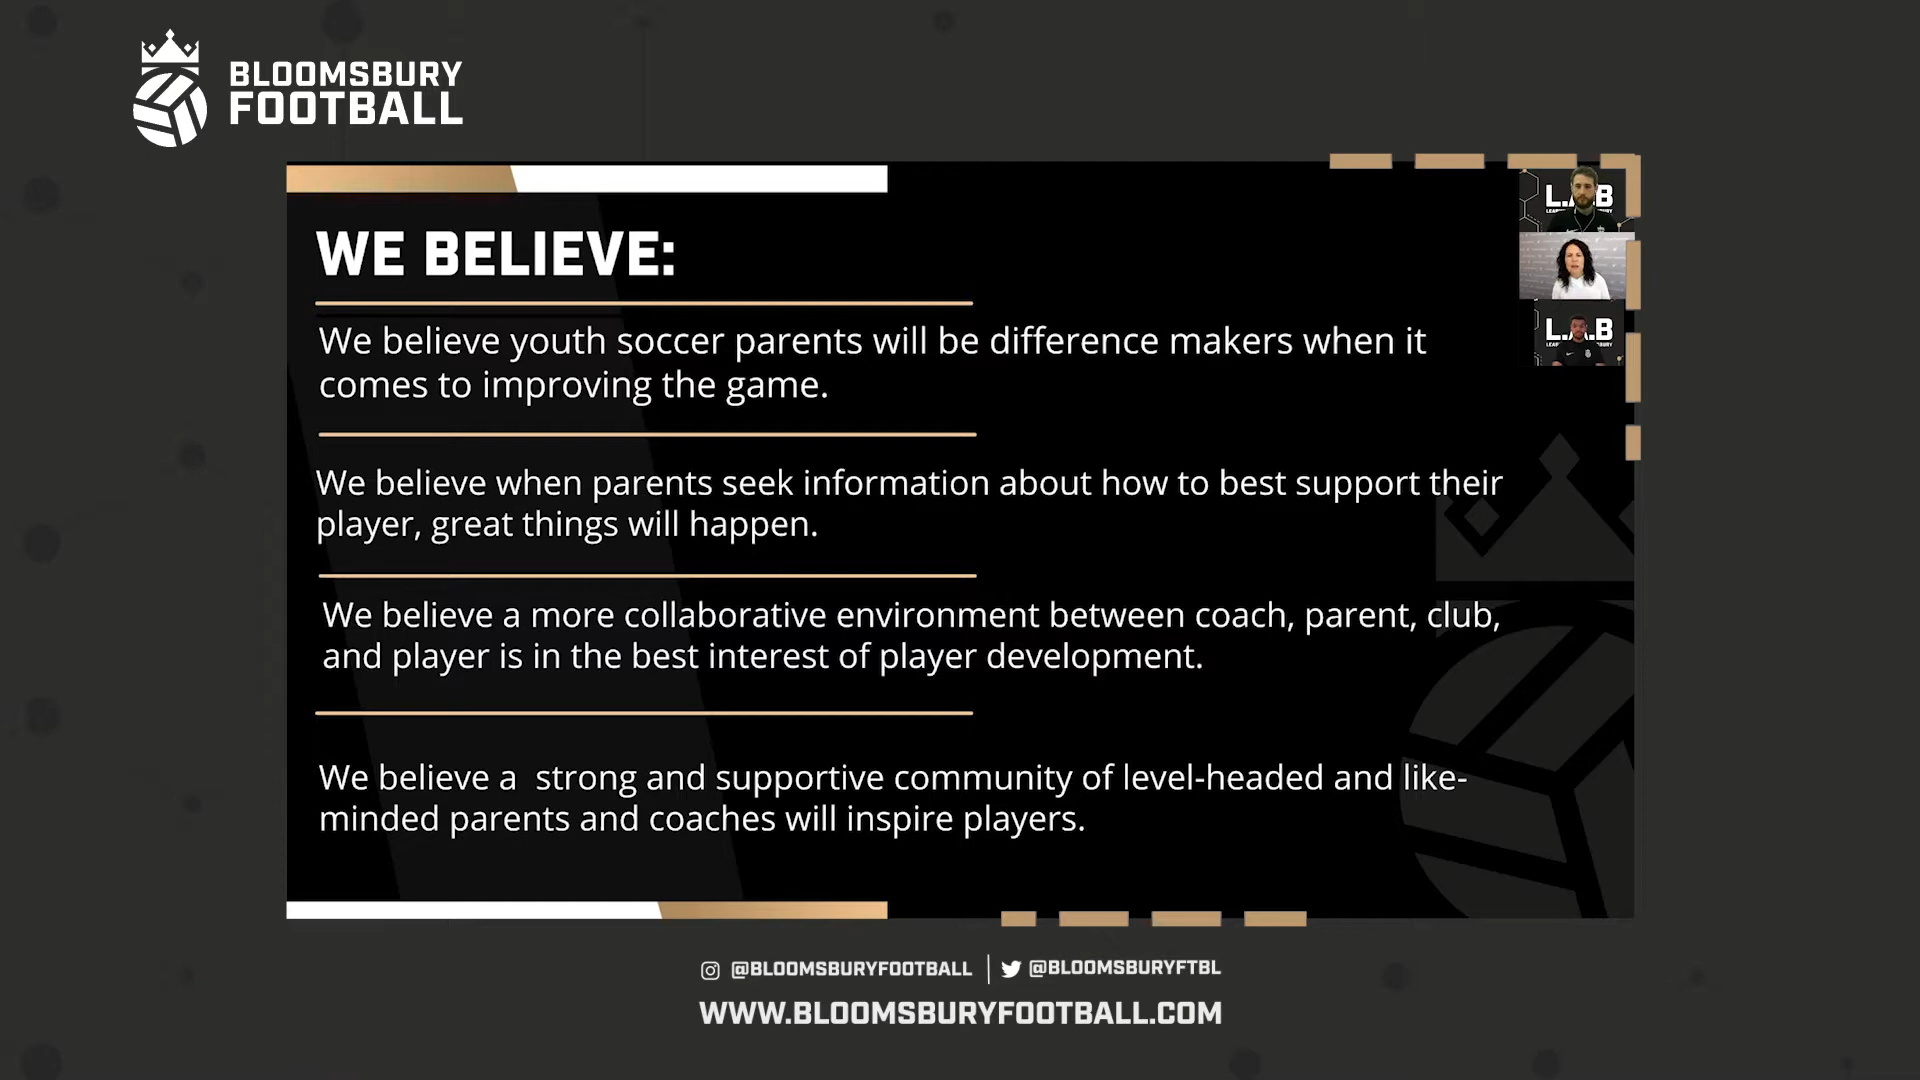 BLOOMSBURY
FOOTBALL
WE BELIEVE:
L.A.B
We believe youth soccer parents will be difference makers when it
comes to improving the game.
L.A.B
We believe when parents seek information about how to best support their
player, great things will happen.
We believe a more collaborative environment between coach, parent, club,
and player is in the best interest of player development.
We believe a  strong and supportive community of level-headed and like-
minded parents and coaches will inspire players.
@BLOOMSBURYFOOTBALL
@BLOOMSBURYFTBL
WWW.BLOOMSBURYFOOTBALL.COM